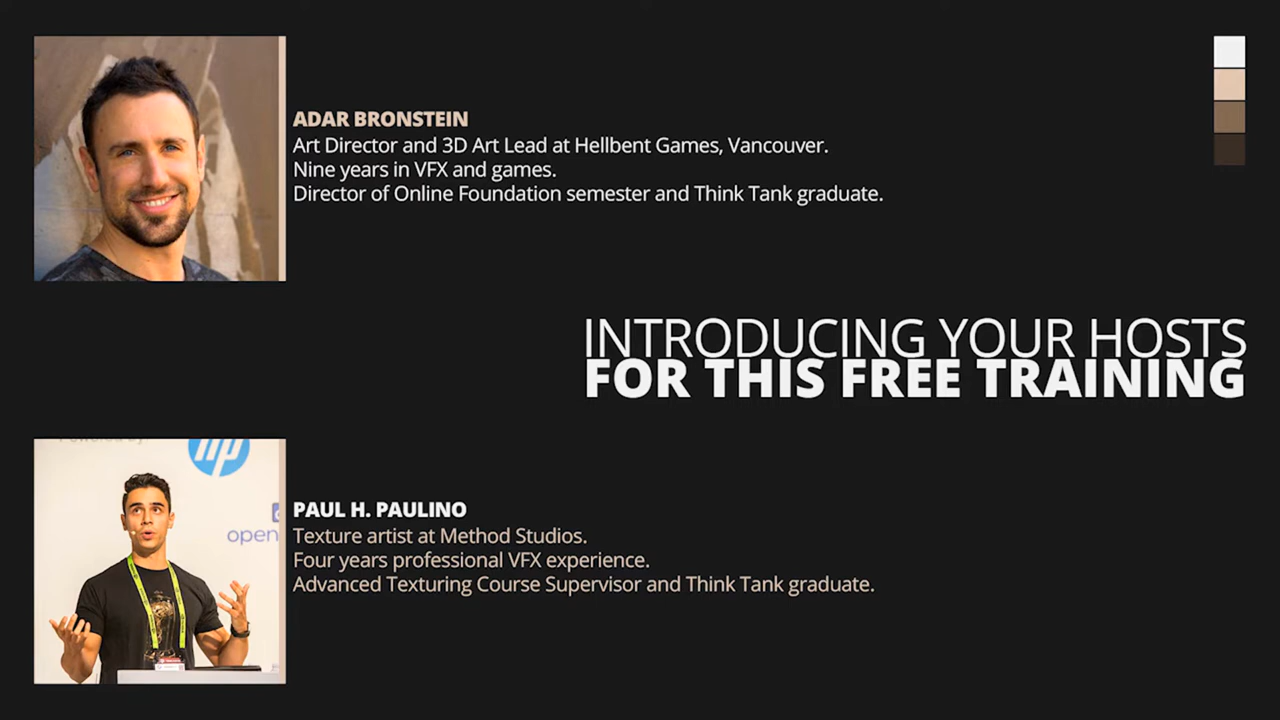 ADAR BRONSTEIN
Art Director and 3D Art Lead at Hellbent Games, Vancouver.
Nine years in VFX and games.
Director of Online Foundation semester and Think Tank graduate.
INTRODUCING YOUR HOSTS
FOR THIS FREE TRAINING
Powered by
hp
open
PAUL H. PAULINO
Texture artist at Method Studios.
Four years professional VFX experience.
Advanced Texturing Course Supervisor and Think Tank graduate.